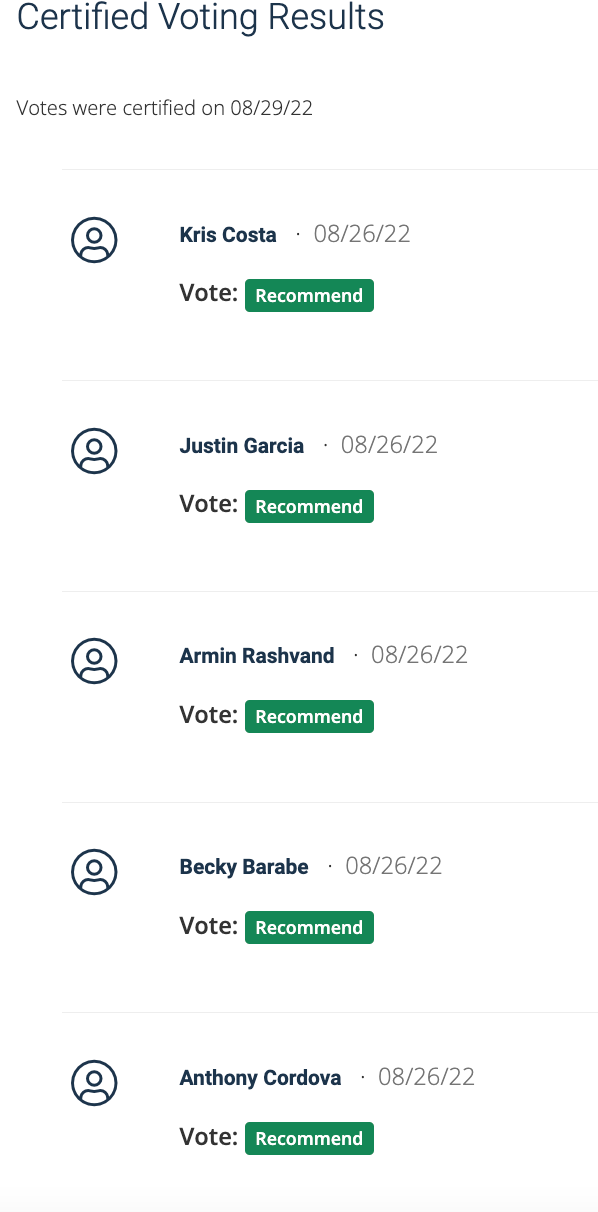 Certified Voting Results
Votes were certified on 08/29/22
Kris Costa · 08/26/22
Vote: Recommend
Justin Garcia · 08/26/22
Vote: Recommend
Armin Rashvand · 08/26/22
Vote: Recommend
Becky Barabe · 08/26/22
Vote: Recommend
Anthony Cordova · 08/26/22
Vote: Recommend